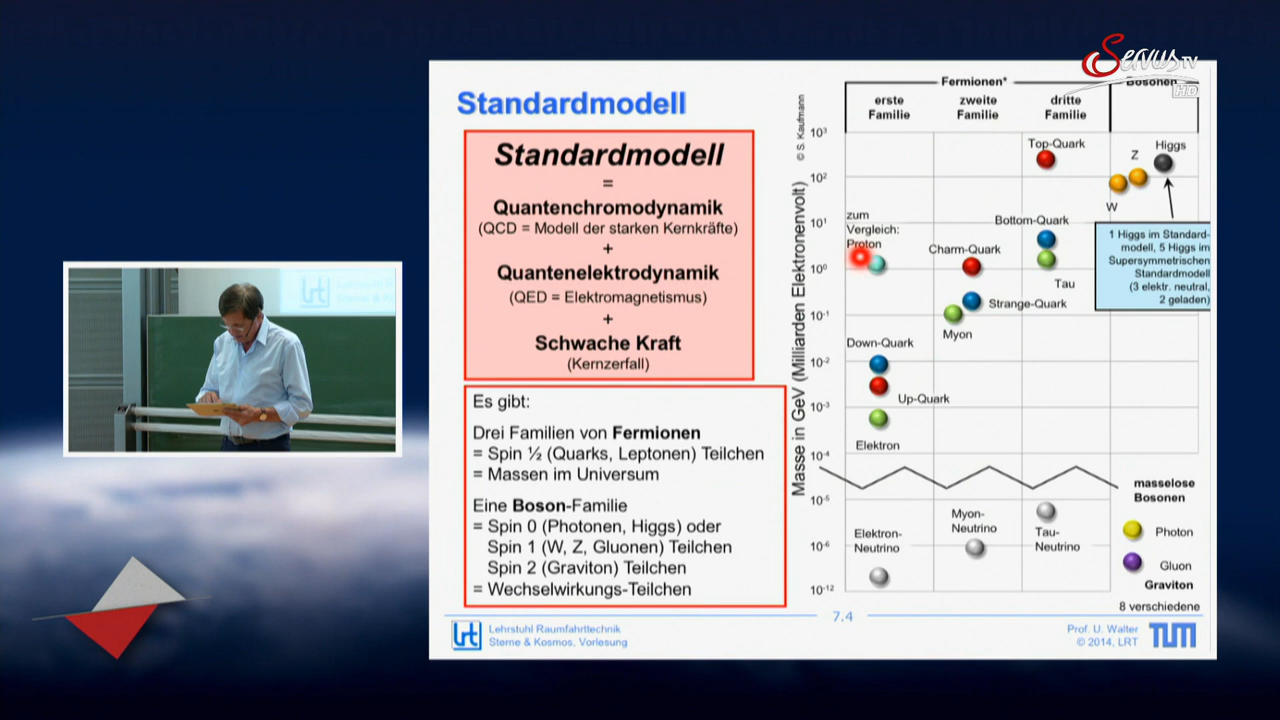 Servus TV
HD
Standardmodell
Standardmodell
=
Quantenchromodynamik
(QCD = Modell der starken Kernkräfte)
+
Quantenelektrodynamik
(QED = Elektromagnetismus)
+
Schwache Kraft
(Kernzerfall)
Es gibt:
Drei Familien von Fermionen
= Spin ½ (Quarks, Leptonen) Teilchen
= Massen im Universum
Eine Boson-Familie
= Spin 0 (Photonen, Higgs) oder
Spin 1 (W, Z, Gluonen) Teilchen
Spin 2 (Graviton) Teilchen
= Wechselwirkungs-Teilchen
© S. Kaufmann
Masse in GeV (Milliarden Elektronenvolt)
Fermionen*
Bosonen
erste
Familie
zweite
Familie
dritte
Familie
10³
10²
10¹
10⁰
10⁻¹
10⁻²
10⁻³
10⁻⁴
10⁻⁵
10⁻⁶
10⁻¹²
Top-Quark
Z
Higgs
W
zum
Vergleich:
Proton
Bottom-Quark
Charm-Quark
Tau
Strange-Quark
Myon
1 Higgs im Standard-
modell, 5 Higgs im
Supersymmetrischen
Standardmodell
(3 elektr. neutral,
2 geladen)
Down-Quark
Up-Quark
Elektron
masselose
Bosonen
Elektron-
Neutrino
Myon-
Neutrino
Tau-
Neutrino
Photon
Gluon
Graviton
8 verschiedene
7.4
lrt
Lehrstuhl Raumfahrttechnik
Sterne & Kosmos, Vorlesung
Prof. U. Walter
© 2014, LRT
TUM